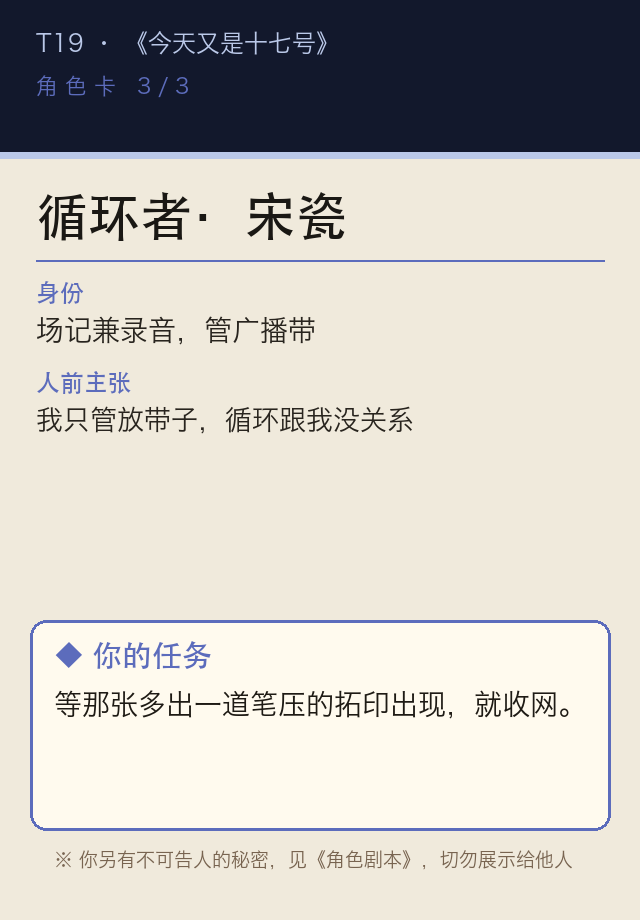 T19 · 《今天又是十七号》
角色卡 3/3
循环者· 宋瓷
身份
场记兼录音，管广播带
人前主张
我只管放带子，循环跟我没关系
◆ 你的任务
等那张多出一道笔压的拓印出现，就收网。
※ 你另有不可告人的秘密，见《角色剧本》，切勿展示给他人